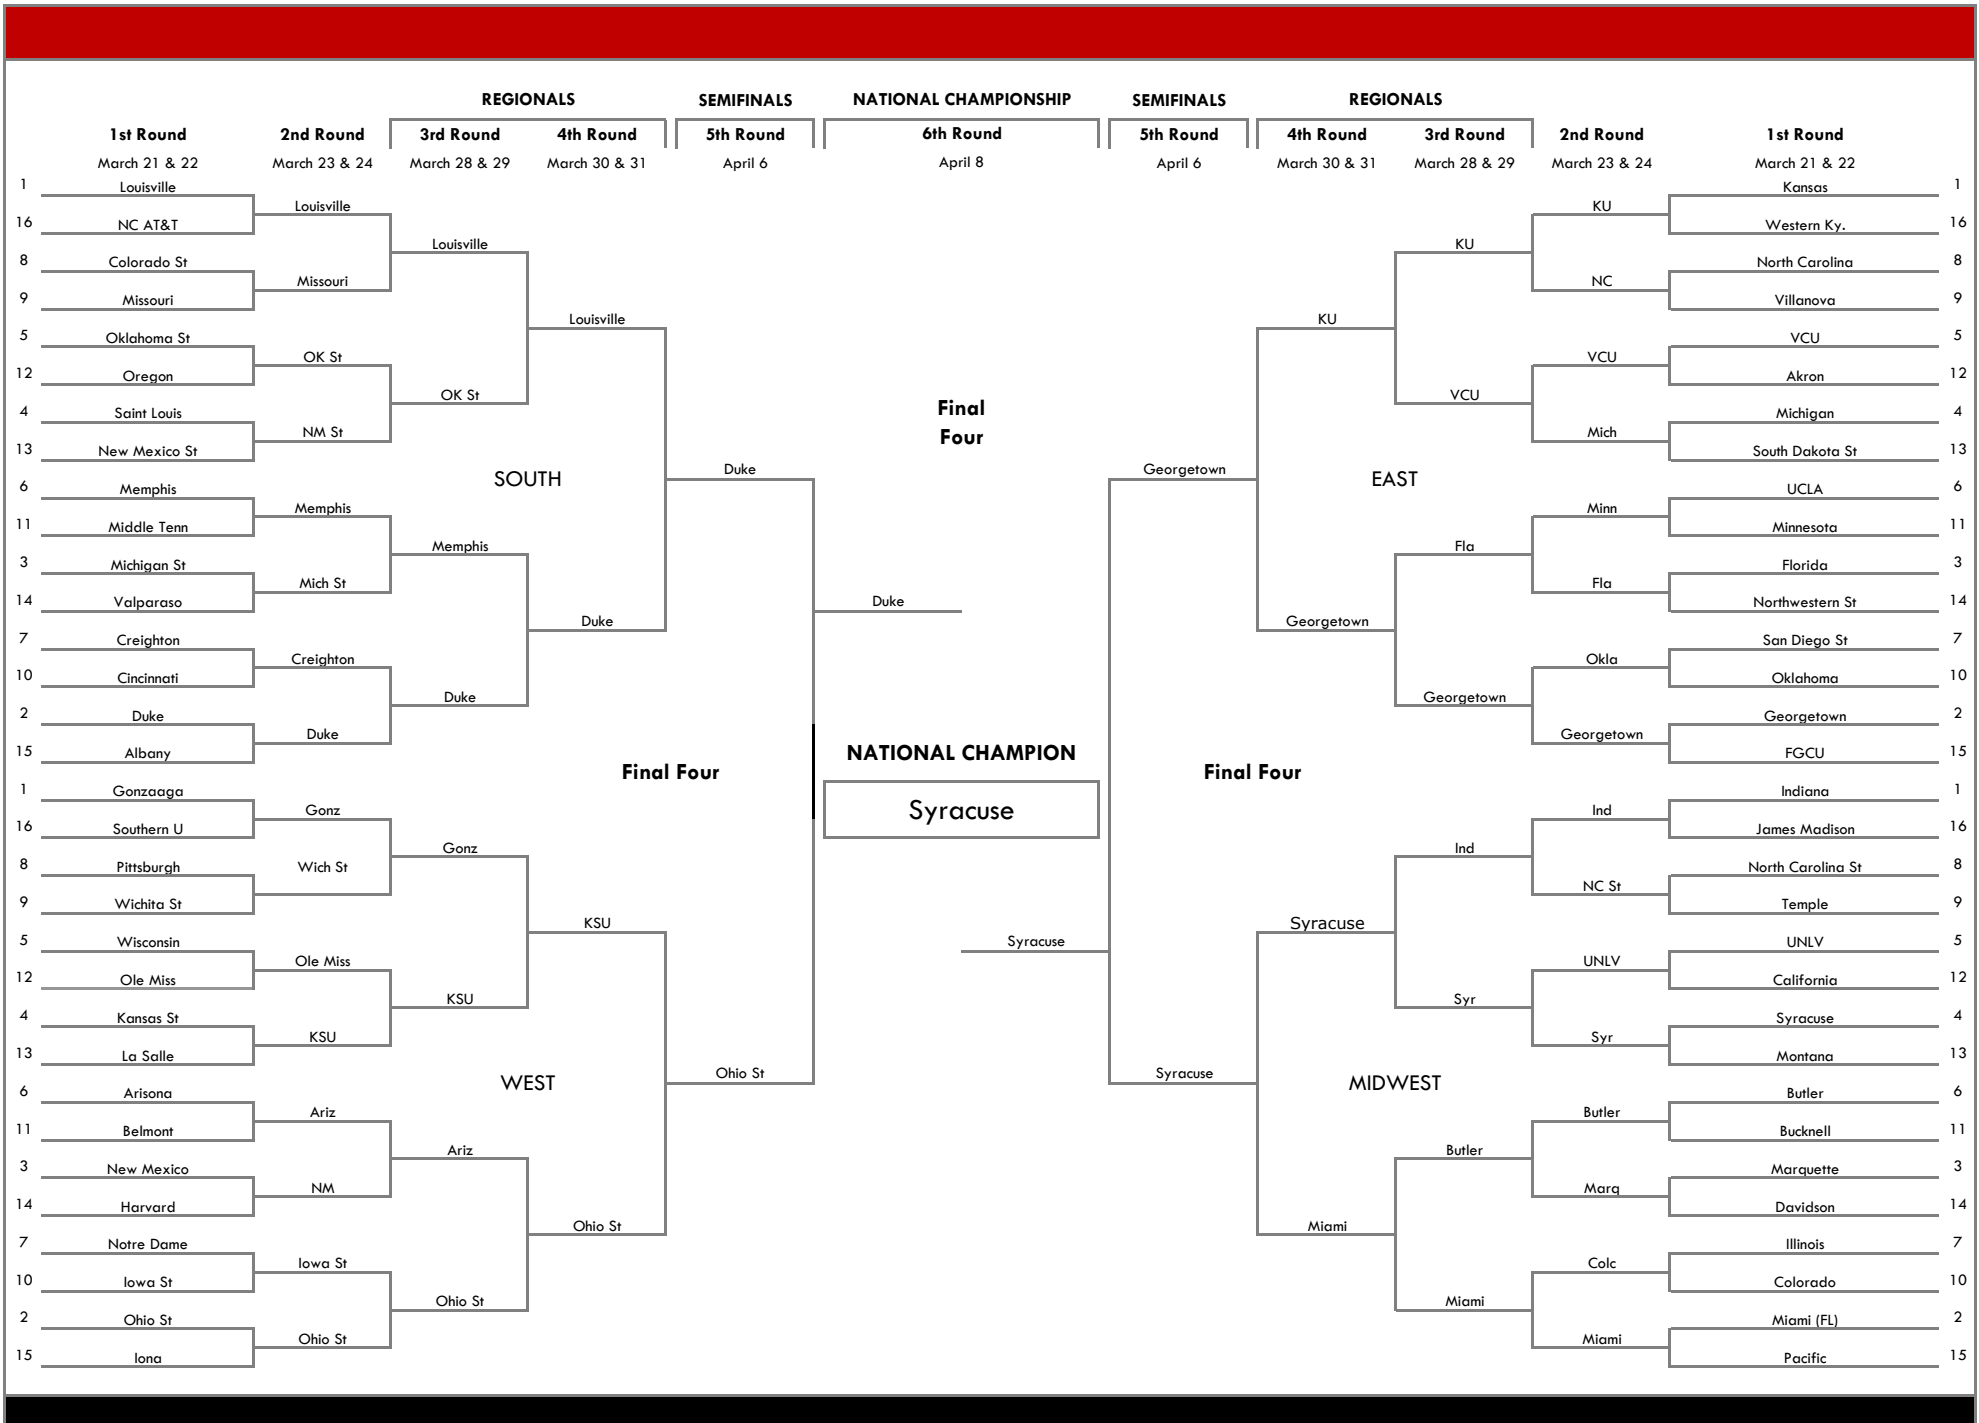 REGIONALS SEMIFINALS NATIONAL CHAMPIONSHIP SEMIFINALS REGIONALS
1st Round 2nd Round 3rd Round 4th Round 5th Round 6th Round 5th Round 4th Round 3rd Round 2nd Round 1st Round
March 21 & 22 March 23 & 24 March 28 & 29 March 30 & 31 April 6 April 8 April 6 March 30 & 31 March 28 & 29 March 23 & 24 March 21 & 22
1 Louisville Kansas 1
Louisville KU
16 NC AT&T Western Ky. 16
Louisville KU
8 Colorado St North Carolina 8
Missouri NC
9 Missouri Villanova 9
Louisville KU
5 Oklahoma St VCU 5
OK St VCU
12 Oregon Akron 12
OK St VCU
4 Saint Louis Final Michigan 4
NM St Four Mich
13 New Mexico St South Dakota St 13
SOUTH Duke Georgetown EAST
6 Memphis UCLA 6
Memphis Minn
11 Middle Tenn Minnesota 11
Memphis Fla
3 Michigan St Florida 3
Mich St Fla
14 Valparaso Duke Northwestern St 14
Duke Georgetown
7 Creighton San Diego St 7
Creighton Okla
10 Cincinnati Oklahoma 10
Duke Georgetown
2 Duke Georgetown 2
Duke Georgetown
15 Albany NATIONAL CHAMPION FGCU 15
Final Four Final Four
1 Gonzaaga Indiana 1
Gonz Syracuse Ind
16 Southern U James Madison 16
Gonz Ind
8 Pittsburgh Wich St North Carolina St 8
NC St
9 Wichita St Temple 9
KSU Syracuse
5 Wisconsin Syracuse UNLV 5
Ole Miss UNLV
12 Ole Miss California 12
KSU Syr
4 Kansas St Syracuse 4
KSU Syr
13 La Salle Montana 13
WEST Ohio St Syracuse MIDWEST
6 Arisona Butler 6
Ariz Butler
11 Belmont Bucknell 11
Ariz Butler
3 New Mexico Marquette 3
NM Marq
14 Harvard Davidson 14
Ohio St Miami
7 Notre Dame Illinois 7
Iowa St Colc
10 Iowa St Colorado 10
Ohio St Miami
2 Ohio St Miami (FL) 2
Ohio St Miami
15 Iona Pacific 15